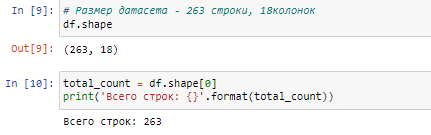 In [9]: # Размер датасета - 263 строки, 18колонок
df.shape
Out[9]: (263, 18)
In [10]: total_count = df.shape[0]
print('Всего строк: {}'.format(total_count))
Всего строк: 263